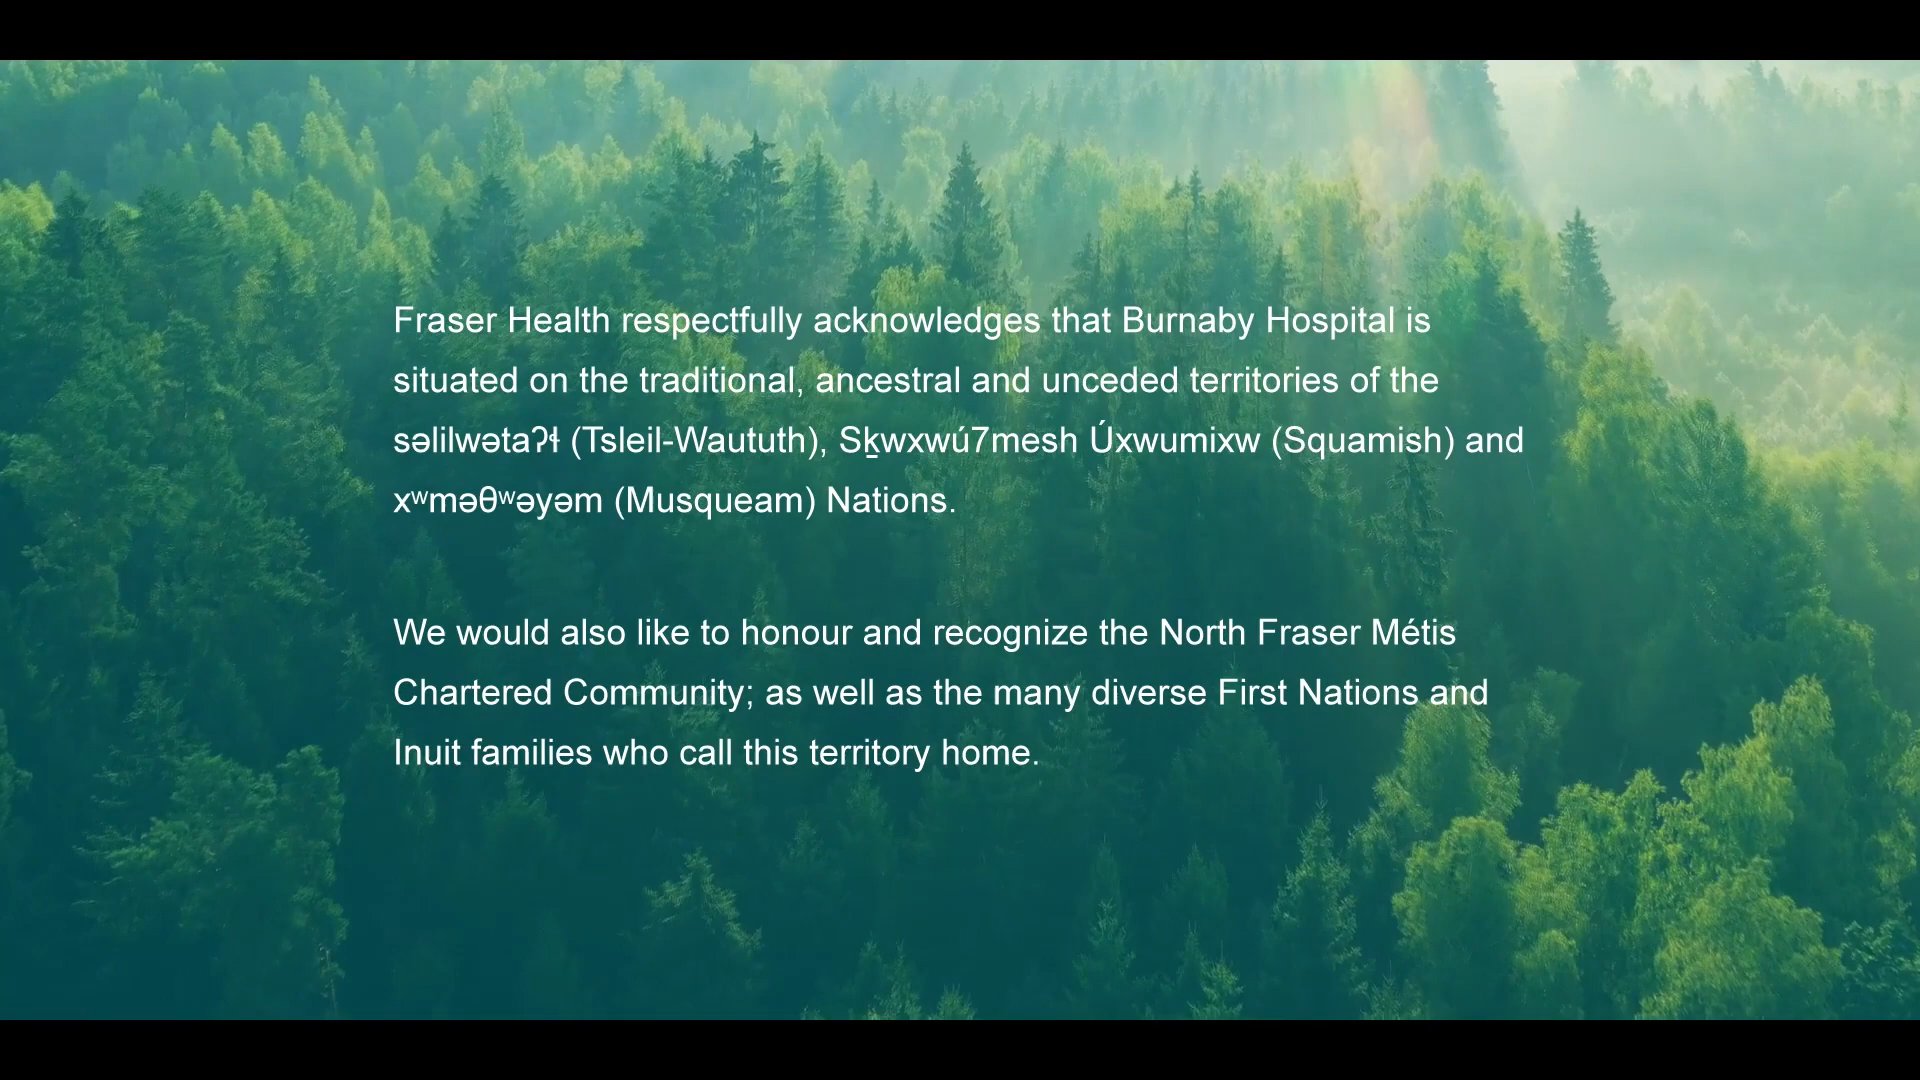 Fraser Health respectfully acknowledges that Burnaby Hospital is
situated on the traditional, ancestral and unceded territories of the
səlilwətaʔɬ (Tsleil-Waututh), Sḵwxwú7mesh Úxwumixw (Squamish) and
xʷməθʷəyəm (Musqueam) Nations.
We would also like to honour and recognize the North Fraser Métis
Chartered Community; as well as the many diverse First Nations and
Inuit families who call this territory home.